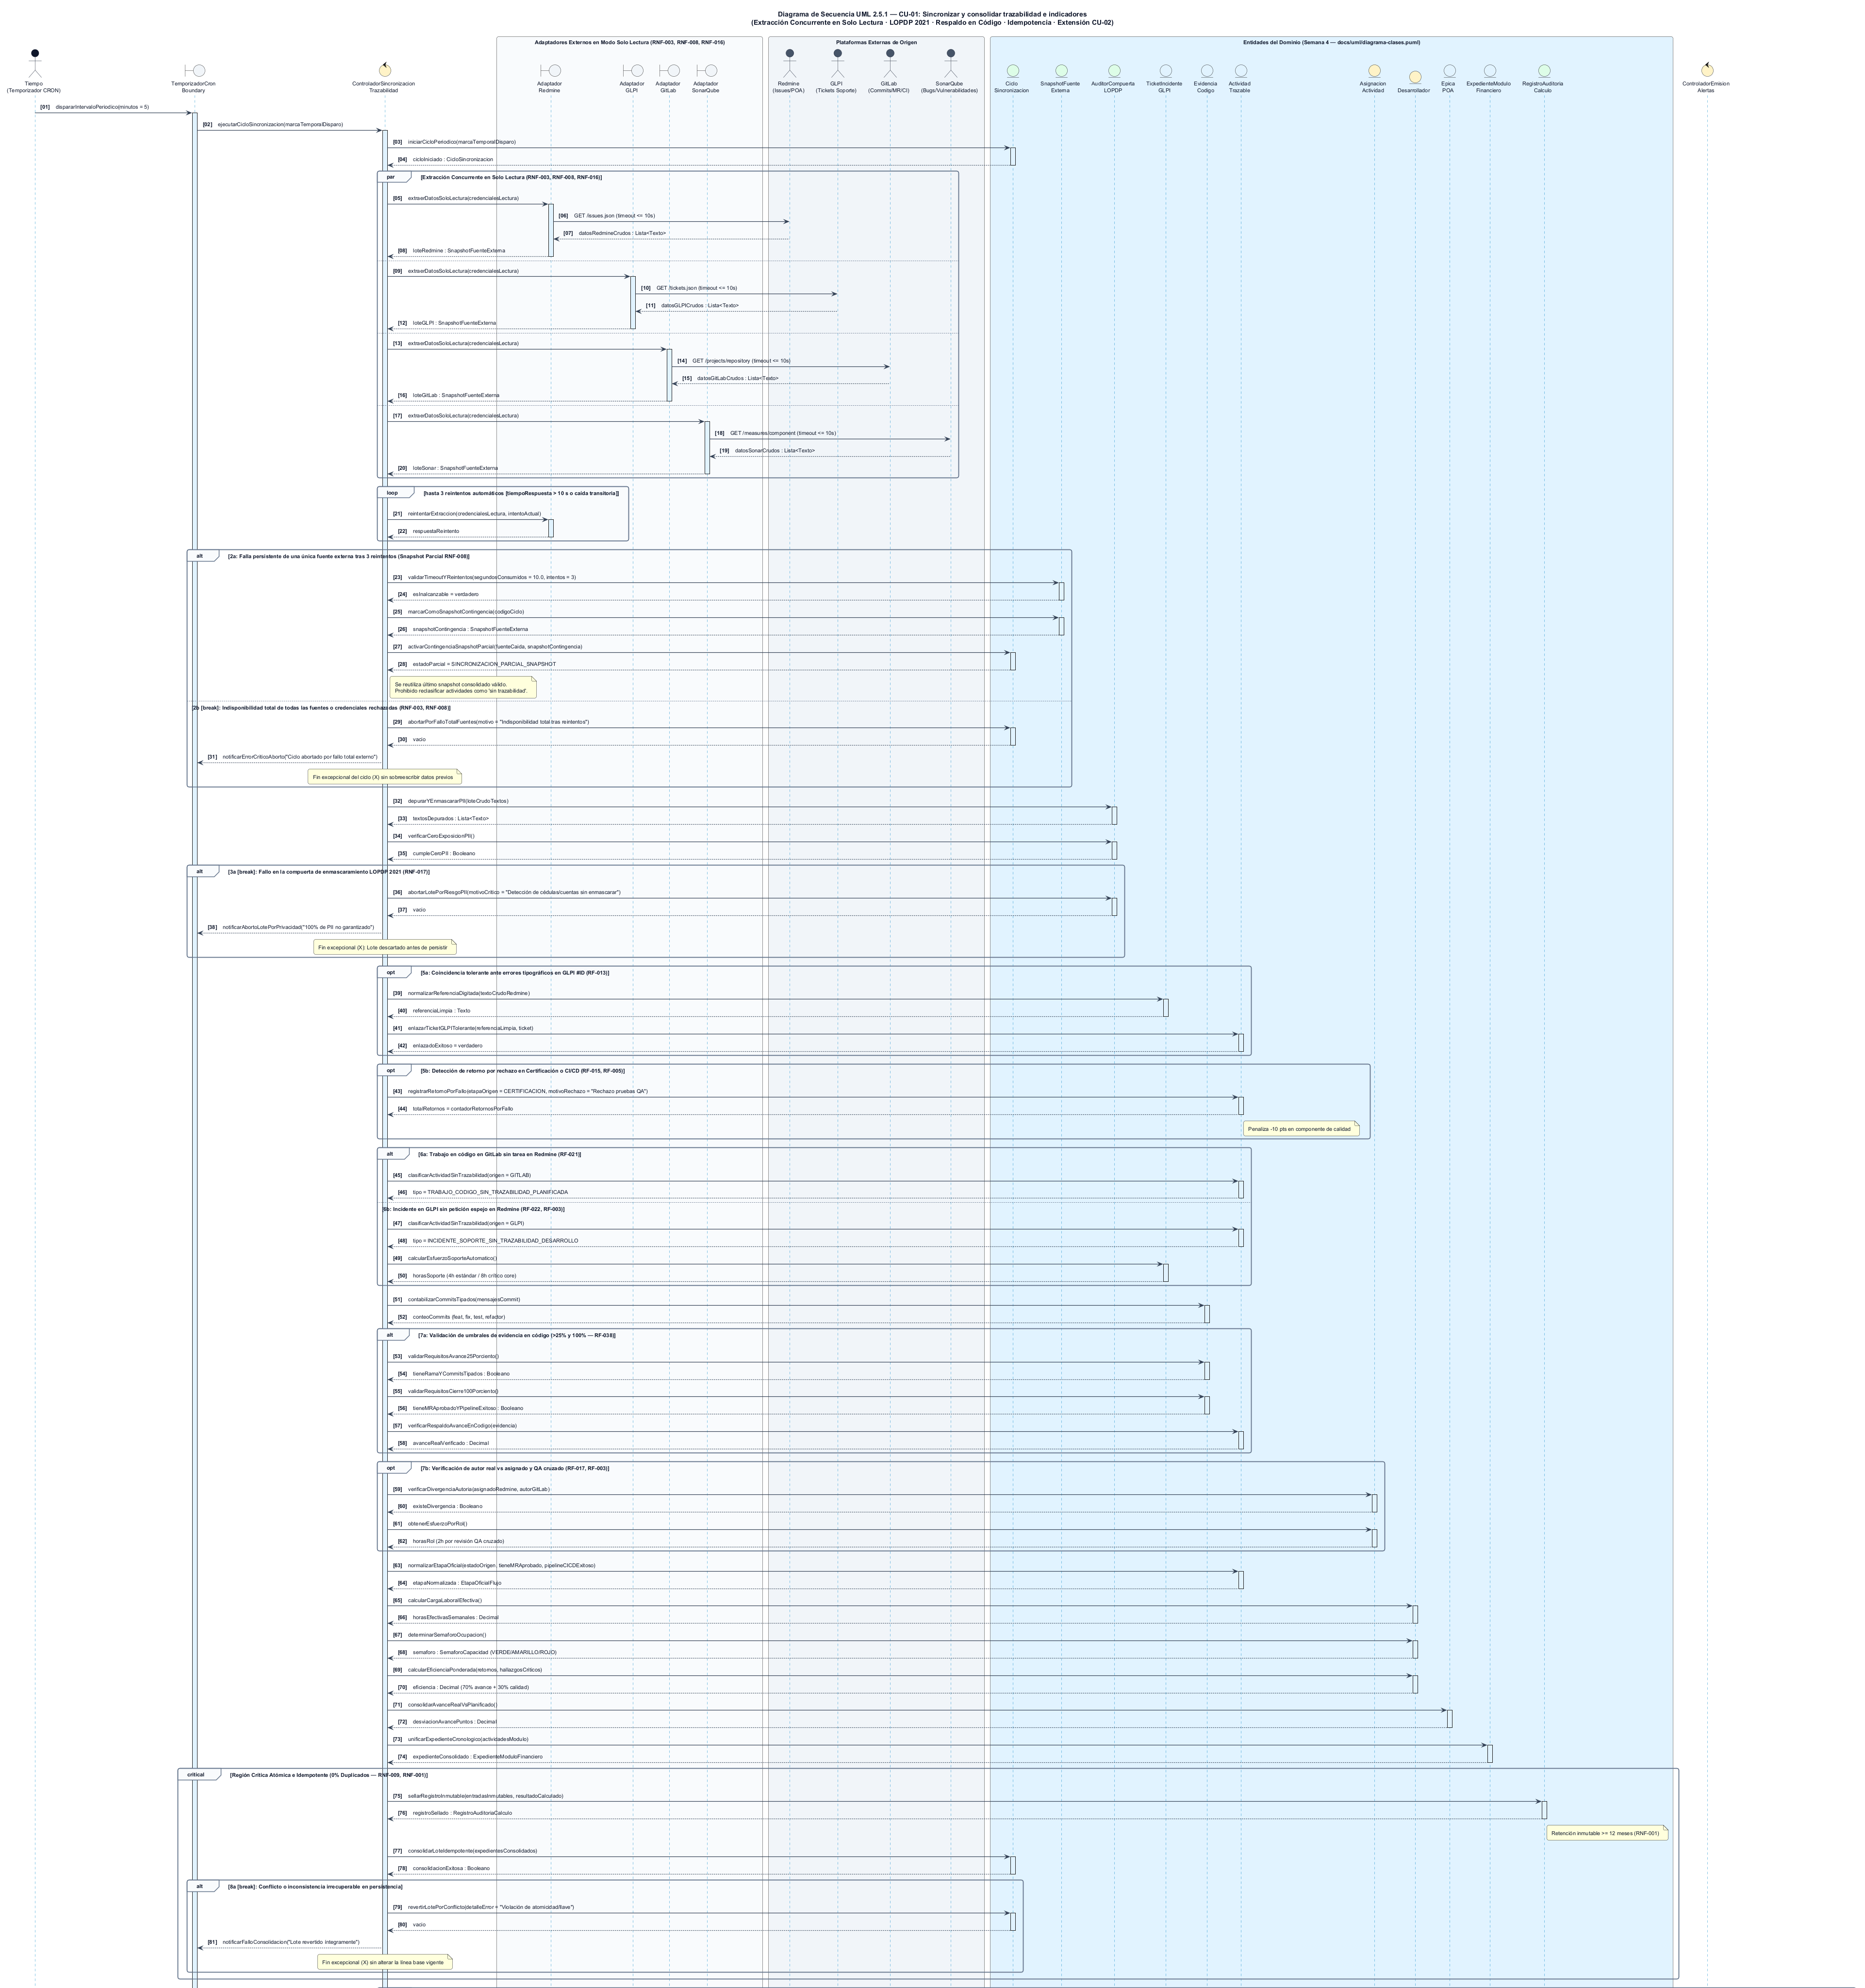 Diagrama de Secuencia UML 2.5.1 — CU-01: Sincronizar y consolidar trazabilidad e indicadores
(Extracción Concurrente en Solo Lectura · LOPDP 2021 · Respaldo en Código · Idempotencia · Extensión CU-02)
Adaptadores Externos en Modo Solo Lectura (RNF-003, RNF-008, RNF-016)
Plataformas Externas de Origen
Entidades del Dominio (Semana 4 — docs/uml/diagrama-clases.puml)
Tiempo
(Temporizador CRON)
TemporizadorCron
Boundary
ControladorSincronizacion
Trazabilidad
Adaptador
Redmine
Adaptador
GLPI
Adaptador
GitLab
Adaptador
SonarQube
Redmine
(Issues/POA)
GLPI
(Tickets Soporte)
GitLab
(Commits/MR/CI)
SonarQube
(Bugs/Vulnerabilidades)
Ciclo
Sincronizacion
SnapshotFuente
Externa
AuditorCompuerta
LOPDP
TicketIncidente
GLPI
Evidencia
Codigo
Actividad
Trazable
Asignacion
Actividad
Desarrollador
Epica
POA
ExpedienteModulo
Financiero
RegistroAuditoria
Calculo
ControladorEmision
Alertas
[01] dispararIntervaloPeriodico(minutos = 5)
[02] ejecutarCicloSincronizacion(marcaTemporalDisparo)
[03] iniciarCicloPeriodico(marcaTemporalDisparo)
[04] cicloIniciado : CicloSincronizacion
par [Extracción Concurrente en Solo Lectura (RNF-003, RNF-008, RNF-016)]
[05] extraerDatosSoloLectura(credencialesLectura)
[06] GET /issues.json (timeout <= 10s)
[07] datosRedmineCrudos : Lista<Texto>
[08] loteRedmine : SnapshotFuenteExterna
[09] extraerDatosSoloLectura(credencialesLectura)
[10] GET /tickets.json (timeout <= 10s)
[11] datosGLPICrudos : Lista<Texto>
[12] loteGLPI : SnapshotFuenteExterna
[13] extraerDatosSoloLectura(credencialesLectura)
[14] GET /projects/repository (timeout <= 10s)
[15] datosGitLabCrudos : Lista<Texto>
[16] loteGitLab : SnapshotFuenteExterna
[17] extraerDatosSoloLectura(credencialesLectura)
[18] GET /measures/component (timeout <= 10s)
[19] datosSonarCrudos : Lista<Texto>
[20] loteSonar : SnapshotFuenteExterna
loop [hasta 3 reintentos automáticos [tiempoRespuesta > 10 s o caída transitoria]]
[21] reintentarExtraccion(credencialesLectura, intentoActual)
[22] respuestaReintento
alt [2a: Falla persistente de una única fuente externa tras 3 reintentos (Snapshot Parcial RNF-008)]
[23] validarTimeoutYReintentos(segundosConsumidos = 10.0, intentos = 3)
[24] esInalcanzable = verdadero
[25] marcarComoSnapshotContingencia(codigoCiclo)
[26] snapshotContingencia : SnapshotFuenteExterna
[27] activarContingenciaSnapshotParcial(fuenteCaida, snapshotContingencia)
[28] estadoParcial = SINCRONIZACION_PARCIAL_SNAPSHOT
Se reutiliza último snapshot consolidado válido.
Prohibido reclasificar actividades como 'sin trazabilidad'.
[2b [break]: Indisponibilidad total de todas las fuentes o credenciales rechazadas (RNF-003, RNF-008)]
[29] abortarPorFalloTotalFuentes(motivo = "Indisponibilidad total tras reintentos")
[30] vacio
[31] notificarErrorCriticoAborto("Ciclo abortado por fallo total externo")
Fin excepcional del ciclo (X) sin sobreescribir datos previos
[32] depurarYEnmascararPII(loteCrudoTextos)
[33] textosDepurados : Lista<Texto>
[34] verificarCeroExposicionPII()
[35] cumpleCeroPII : Booleano
alt [3a [break]: Fallo en la compuerta de enmascaramiento LOPDP 2021 (RNF-017)]
[36] abortarLotePorRiesgoPII(motivoCritico = "Detección de cédulas/cuentas sin enmascarar")
[37] vacio
[38] notificarAbortoLotePorPrivacidad("100% de PII no garantizado")
Fin excepcional (X): Lote descartado antes de persistir
opt [5a: Coincidencia tolerante ante errores tipográficos en GLPI #ID (RF-013)]
[39] normalizarReferenciaDigitada(textoCrudoRedmine)
[40] referenciaLimpia : Texto
[41] enlazarTicketGLPITolerante(referenciaLimpia, ticket)
[42] enlazadoExitoso = verdadero
opt [5b: Detección de retorno por rechazo en Certificación o CI/CD (RF-015, RF-005)]
[43] registrarRetornoPorFallo(etapaOrigen = CERTIFICACION, motivoRechazo = "Rechazo pruebas QA")
[44] totalRetornos = contadorRetornosPorFallo
Penaliza -10 pts en componente de calidad
alt [6a: Trabajo en código en GitLab sin tarea en Redmine (RF-021)]
[45] clasificarActividadSinTrazabilidad(origen = GITLAB)
[46] tipo = TRABAJO_CODIGO_SIN_TRAZABILIDAD_PLANIFICADA
[6b: Incidente en GLPI sin petición espejo en Redmine (RF-022, RF-003)]
[47] clasificarActividadSinTrazabilidad(origen = GLPI)
[48] tipo = INCIDENTE_SOPORTE_SIN_TRAZABILIDAD_DESARROLLO
[49] calcularEsfuerzoSoporteAutomatico()
[50] horasSoporte (4h estándar / 8h crítico core)
[51] contabilizarCommitsTipados(mensajesCommit)
[52] conteoCommits (feat, fix, test, refactor)
alt [7a: Validación de umbrales de evidencia en código (>25% y 100% — RF-038)]
[53] validarRequisitosAvance25Porciento()
[54] tieneRamaYCommitsTipados : Booleano
[55] validarRequisitosCierre100Porciento()
[56] tieneMRAprobadoYPipelineExitoso : Booleano
[57] verificarRespaldoAvanceEnCodigo(evidencia)
[58] avanceRealVerificado : Decimal
opt [7b: Verificación de autor real vs asignado y QA cruzado (RF-017, RF-003)]
[59] verificarDivergenciaAutoria(asignadoRedmine, autorGitLab)
[60] existeDivergencia : Booleano
[61] obtenerEsfuerzoPorRol()
[62] horasRol (2h por revisión QA cruzado)
[63] normalizarEtapaOficial(estadoOrigen, tieneMRAprobado, pipelineCICDExitoso)
[64] etapaNormalizada : EtapaOficialFlujo
[65] calcularCargaLaboralEfectiva()
[66] horasEfectivasSemanales : Decimal
[67] determinarSemaforoOcupacion()
[68] semaforo : SemaforoCapacidad (VERDE/AMARILLO/ROJO)
[69] calcularEficienciaPonderada(retornos, hallazgosCriticos)
[70] eficiencia : Decimal (70% avance + 30% calidad)
[71] consolidarAvanceRealVsPlanificado()
[72] desviacionAvancePuntos : Decimal
[73] unificarExpedienteCronologico(actividadesModulo)
[74] expedienteConsolidado : ExpedienteModuloFinanciero
critical [Región Crítica Atómica e Idempotente (0% Duplicados — RNF-009, RNF-001)]
[75] sellarRegistroInmutable(entradasInmutables, resultadoCalculado)
[76] registroSellado : RegistroAuditoriaCalculo
Retención inmutable >= 12 meses (RNF-001)
[77] consolidarLoteIdempotente(expedientesConsolidados)
[78] consolidacionExitosa : Booleano
alt [8a [break]: Conflicto o inconsistencia irrecuperable en persistencia]
[79] revertirLotePorConflicto(detalleError = "Violación de atomicidad/llave")
[80] vacio
[81] notificarFalloConsolidacion("Lote revertido íntegramente")
Fin excepcional (X) sin alterar la línea base vigente